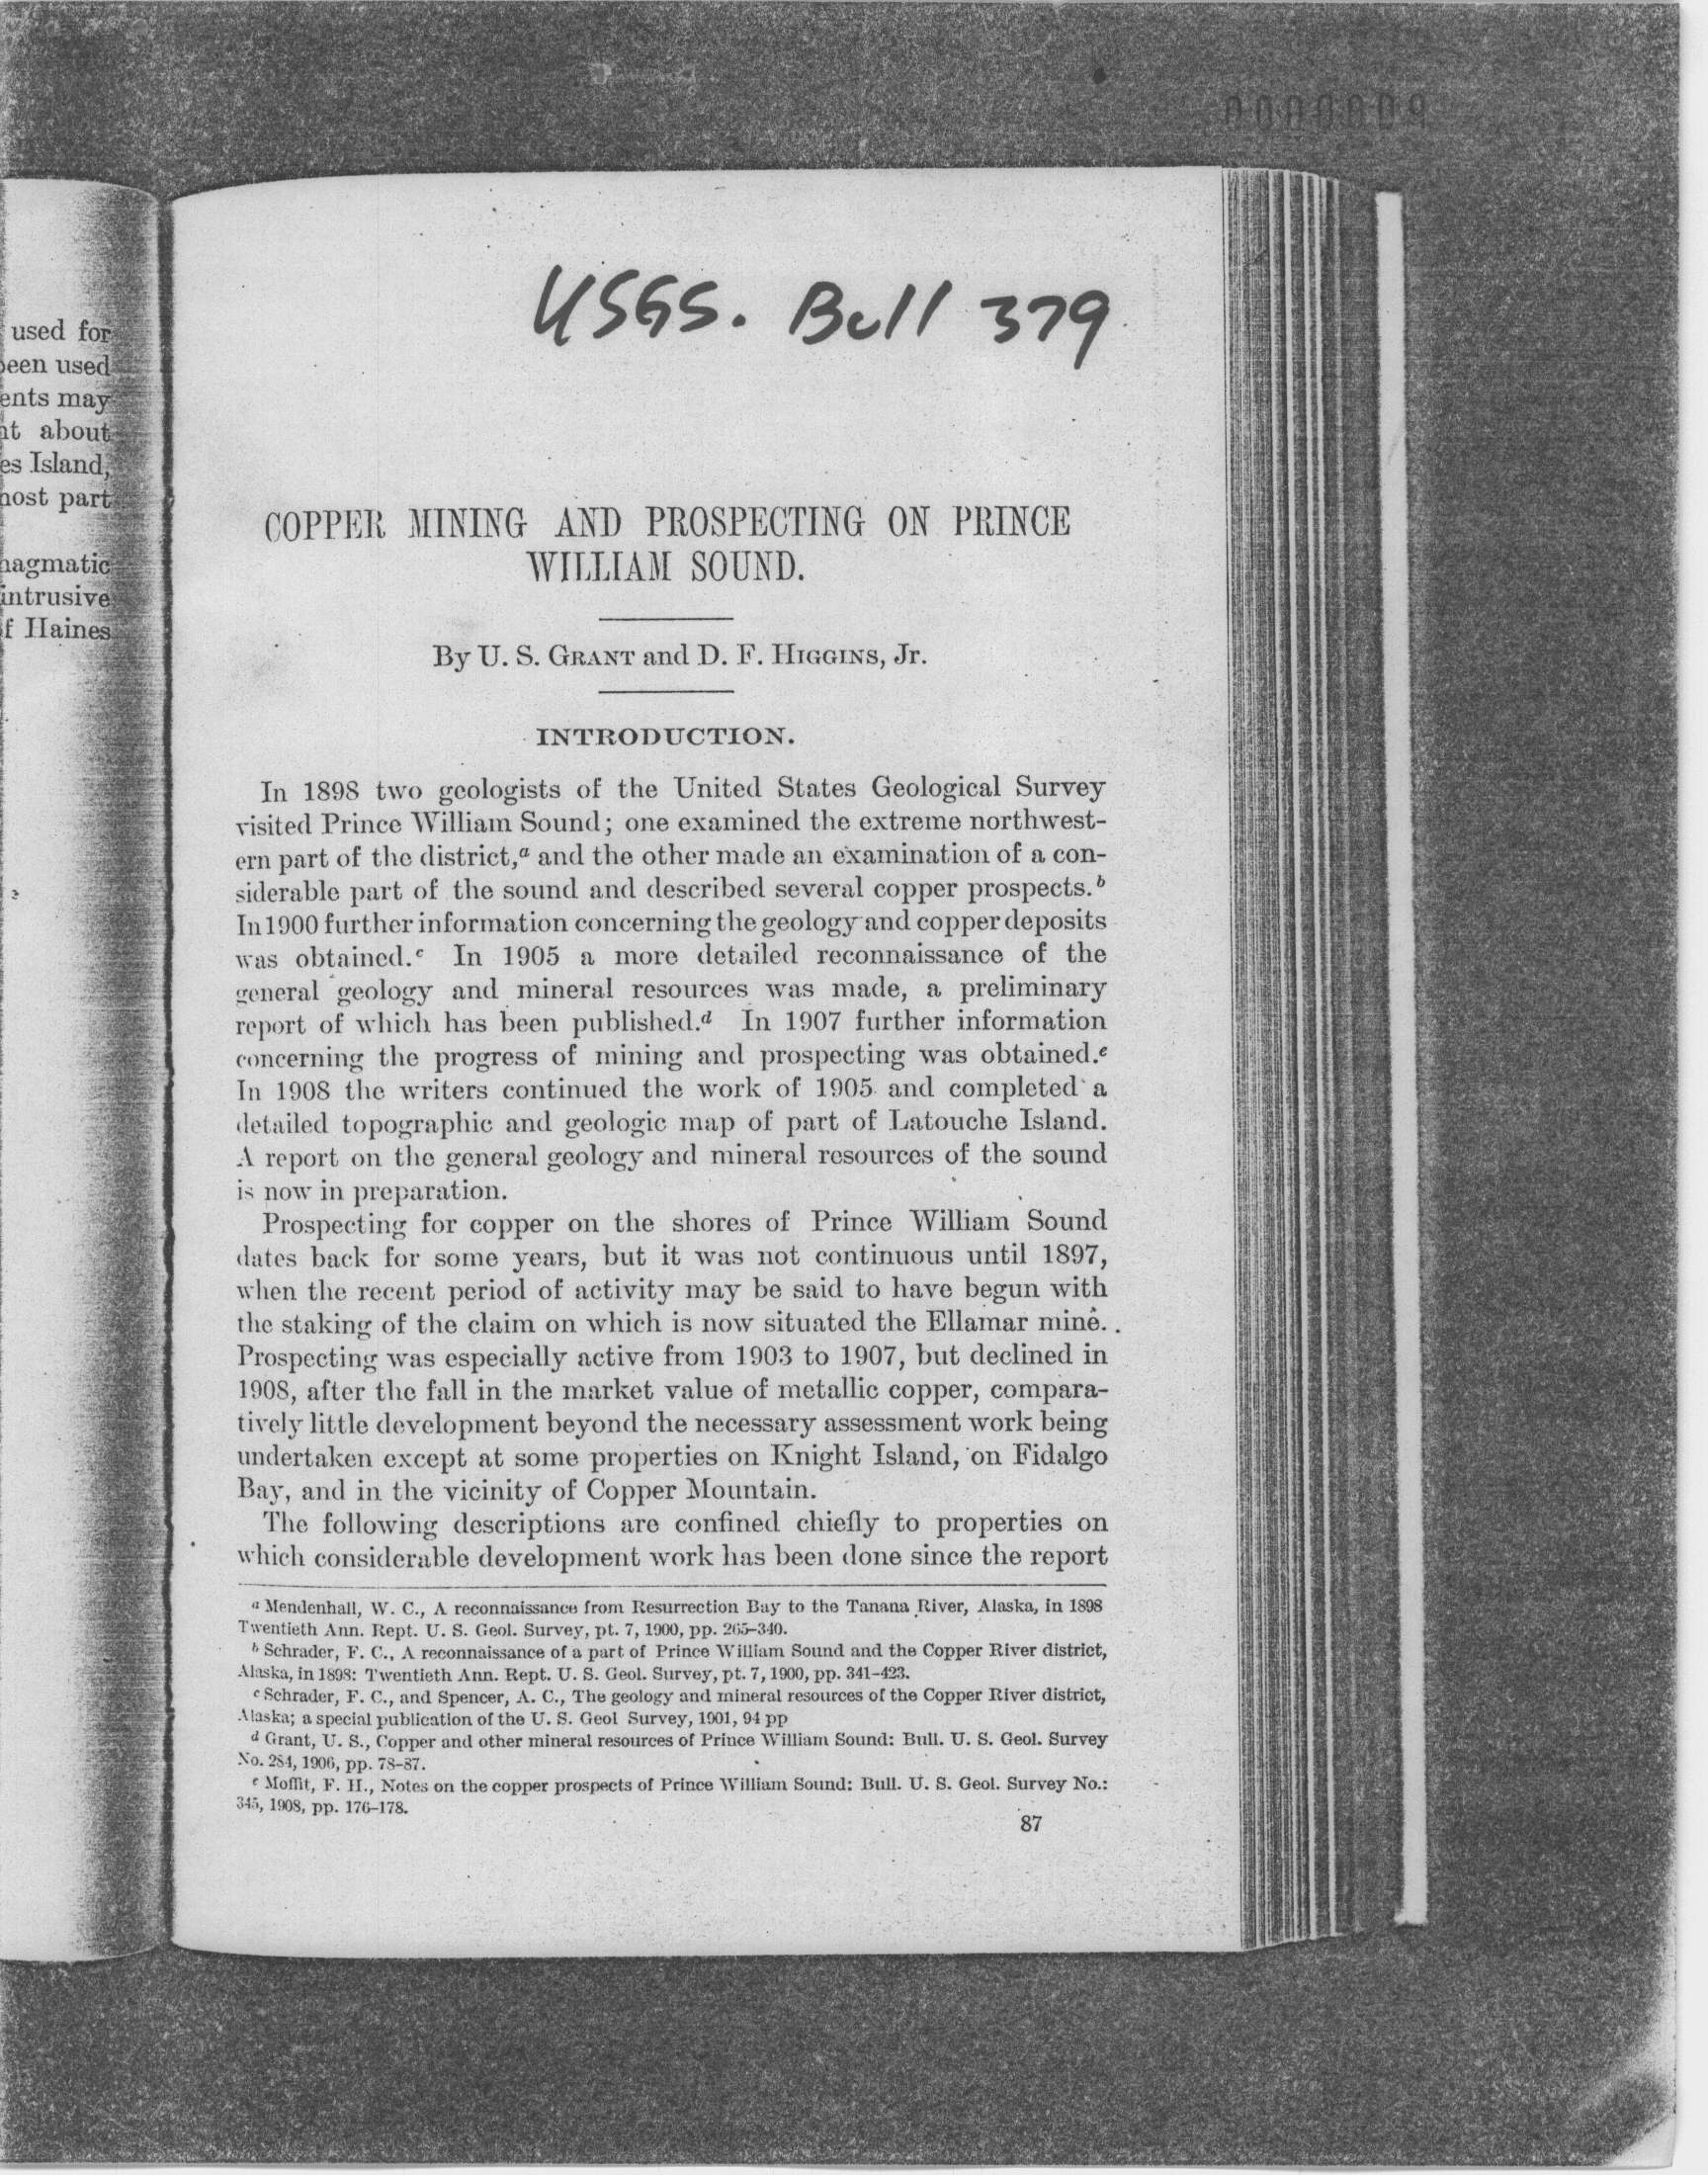 0000009
used for
een used
ents may
at about
es Island,
nost part
nagmatic
intrusive
f Haines
USGS. Bull 379
COPPER MINING AND PROSPECTING ON PRINCE
WILLIAM SOUND.
By U. S. GRANT and D. F. HIGGINS, Jr.
INTRODUCTION.
In 1898 two geologists of the United States Geological Survey
visited Prince William Sound; one examined the extreme northwest-
ern part of the district,a and the other made an examination of a con-
siderable part of the sound and described several copper prospects.b
In 1900 further information concerning the geology and copper deposits
was obtained.c In 1905 a more detailed reconnaissance of the
general geology and mineral resources was made, a preliminary
report of which has been published.d In 1907 further information
concerning the progress of mining and prospecting was obtained.e
In 1908 the writers continued the work of 1905 and completed a
detailed topographic and geologic map of part of Latouche Island.
A report on the general geology and mineral resources of the sound
is now in preparation.
Prospecting for copper on the shores of Prince William Sound
dates back for some years, but it was not continuous until 1897,
when the recent period of activity may be said to have begun with
the staking of the claim on which is now situated the Ellamar mine.
Prospecting was especially active from 1903 to 1907, but declined in
1908, after the fall in the market value of metallic copper, compara-
tively little development beyond the necessary assessment work being
undertaken except at some properties on Knight Island, on Fidalgo
Bay, and in the vicinity of Copper Mountain.
The following descriptions are confined chiefly to properties on
which considerable development work has been done since the report
a Mendenhall, W. C., A reconnaissance from Resurrection Bay to the Tanana River, Alaska, in 1898
Twentieth Ann. Rept. U. S. Geol. Survey, pt. 7, 1900, pp. 265–340.
b Schrader, F. C., A reconnaissance of a part of Prince William Sound and the Copper River district,
Alaska, in 1898: Twentieth Ann. Rept. U. S. Geol. Survey, pt. 7, 1900, pp. 341–423.
c Schrader, F. C., and Spencer, A. C., The geology and mineral resources of the Copper River district,
Alaska; a special publication of the U. S. Geol Survey, 1901, 94 pp
d Grant, U. S., Copper and other mineral resources of Prince William Sound: Bull. U. S. Geol. Survey
No. 284, 1906, pp. 78–87.
e Moffit, F. H., Notes on the copper prospects of Prince William Sound: Bull. U. S. Geol. Survey No.:
345, 1908, pp. 176–178.
87